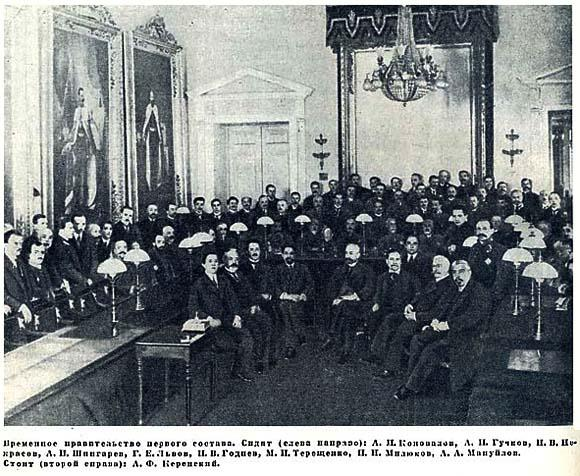 Временное правительство первого состава. Сидят (слева направо): А. И. Коновалов, А. И. Гучков, Н. В. Не-
красов, А. И. Шингарев, Г. Е. Львов, И. В. Годнев, М. И. Терещенко, П. Н. Милюков, А. А. Мануйлов.
Стоит (второй справа): А. Ф. Керенский.